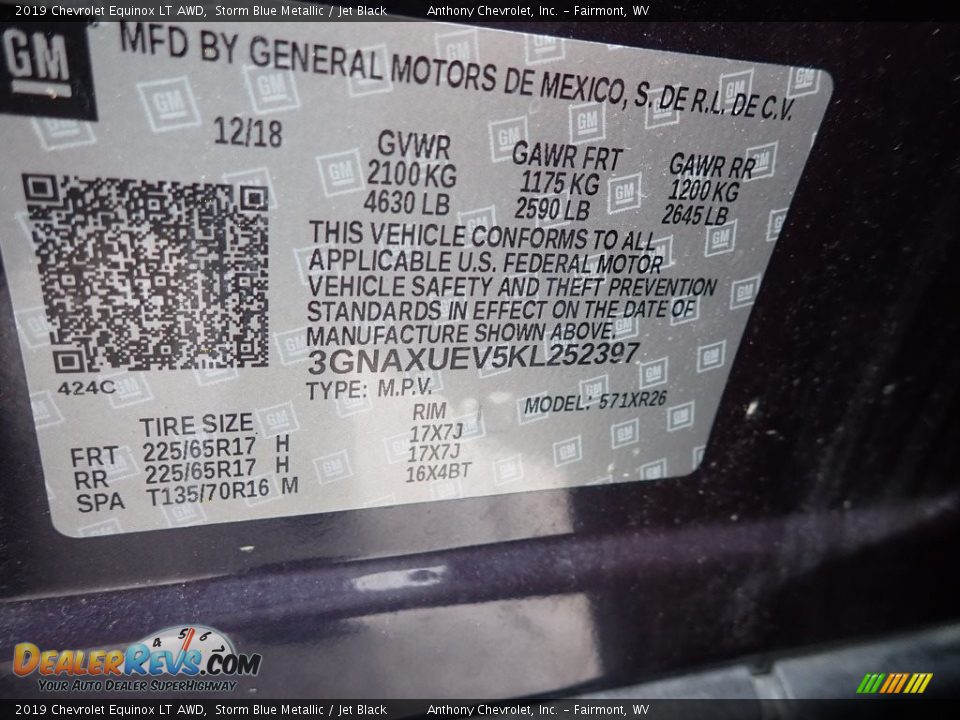 2019 Chevrolet Equinox LT AWD, Storm Blue Metallic / Jet Black Anthony Chevrolet, Inc. - Fairmont, WV
GM
MFD BY GENERAL MOTORS DE MEXICO, S. DE R.L. DE C.V.
12/18
GVWR GAWR FRT GAWR RR
2100 KG 1175 KG 1200 KG
4630 LB 2590 LB 2645 LB
THIS VEHICLE CONFORMS TO ALL
APPLICABLE U.S. FEDERAL MOTOR
VEHICLE SAFETY AND THEFT PREVENTION
STANDARDS IN EFFECT ON THE DATE OF
MANUFACTURE SHOWN ABOVE.
3GNAXUEV5KL252397
424C
TYPE: M.P.V. MODEL: 571XR26
TIRE SIZE RIM
FRT 225/65R17 H 17X7J
RR 225/65R17 H 17X7J
SPA T135/70R16 M 16X4BT
4 5 6
DEALERREVS.COM
YOUR AUTO DEALER SUPERHIGHWAY
2019 Chevrolet Equinox LT AWD, Storm Blue Metallic / Jet Black Anthony Chevrolet, Inc. - Fairmont, WV